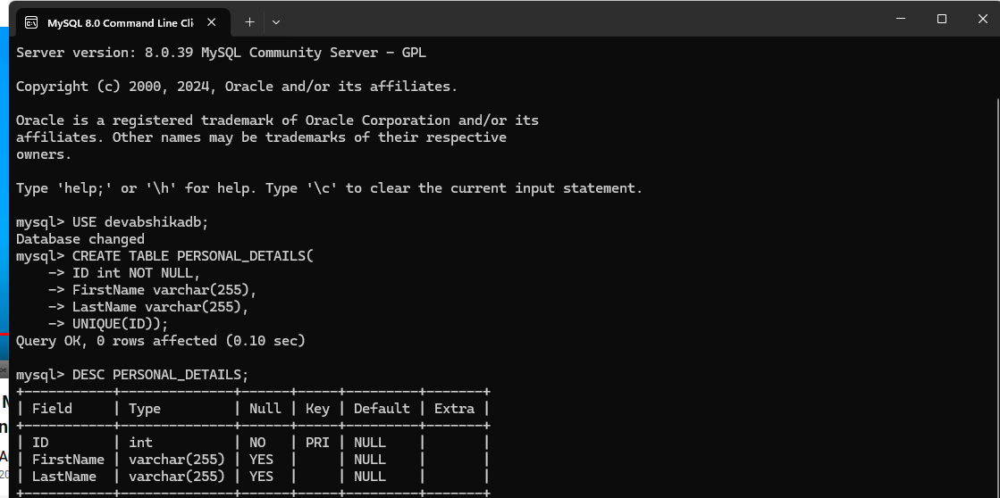 MySQL 8.0 Command Line Cli
Server version: 8.0.39 MySQL Community Server - GPL
Copyright (c) 2000, 2024, Oracle and/or its affiliates.
Oracle is a registered trademark of Oracle Corporation and/or its
affiliates. Other names may be trademarks of their respective
owners.
Type 'help;' or '\h' for help. Type '\c' to clear the current input statement.
mysql> USE devabshikadb;
Database changed
mysql> CREATE TABLE PERSONAL_DETAILS(
    -> ID int NOT NULL,
    -> FirstName varchar(255),
    -> LastName varchar(255),
    -> UNIQUE(ID));
Query OK, 0 rows affected (0.10 sec)
mysql> DESC PERSONAL_DETAILS;
+-----------+--------------+------+-----+---------+-------+
| Field     | Type         | Null | Key | Default | Extra |
+-----------+--------------+------+-----+---------+-------+
| ID        | int          | NO   | PRI | NULL    |       |
| FirstName | varchar(255) | YES  |     | NULL    |       |
| LastName  | varchar(255) | YES  |     | NULL    |       |
+-----------+--------------+------+-----+---------+-------+